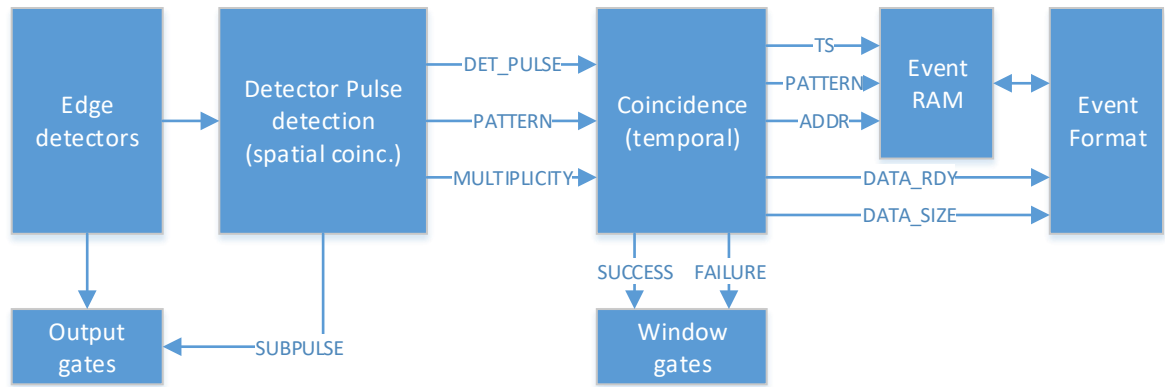 Edge
detectors
Detector Pulse
detection
(spatial coinc.)
DET_PULSE
PATTERN
MULTIPLICITY
Coincidence
(temporal)
TS
PATTERN
ADDR
Event
RAM
Event
Format
DATA_RDY
DATA_SIZE
SUCCESS
FAILURE
Output
gates
SUBPULSE
Window
gates